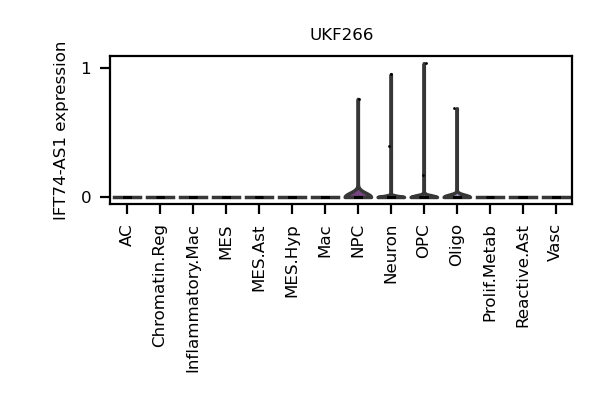 UKF266
IFT74-AS1 expression
1
0
AC
Chromatin.Reg
Inflammatory.Mac
MES
MES.Ast
MES.Hyp
Mac
NPC
Neuron
OPC
Oligo
Prolif.Metab
Reactive.Ast
Vasc